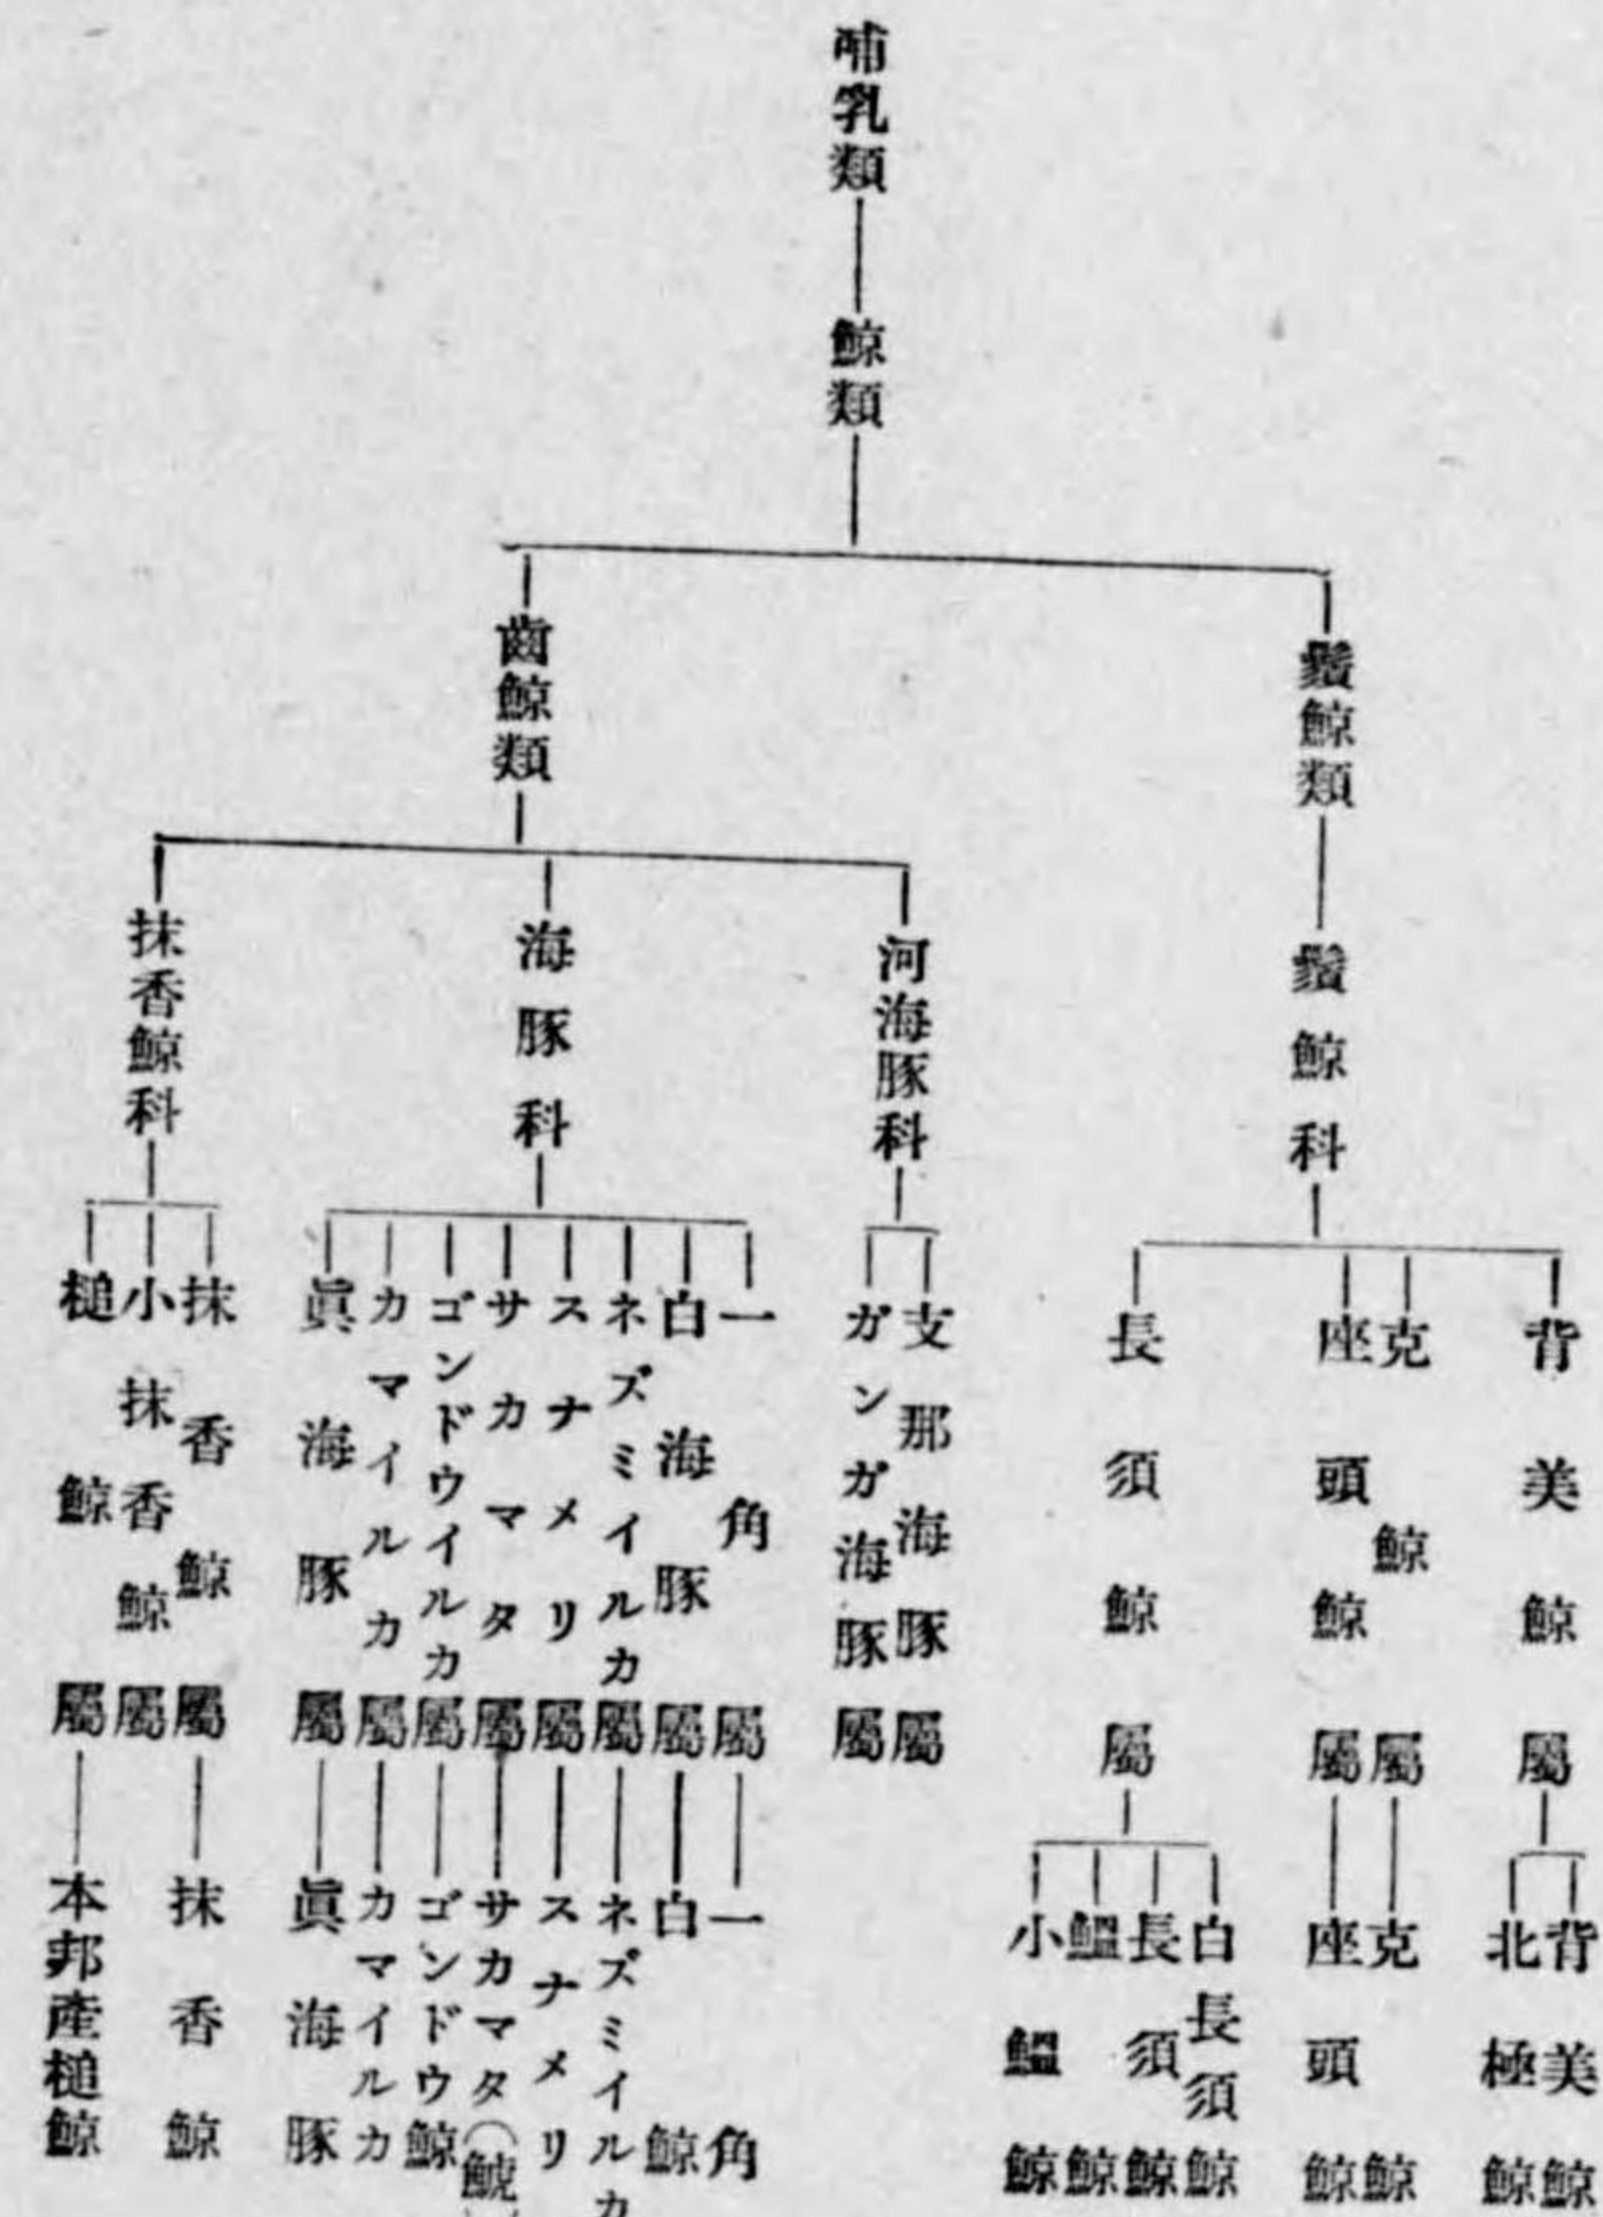 哺乳類
鯨類
鬚鯨類
鬚鯨科
背美鯨屬
背美鯨
北極鯨
克鯨屬
克鯨
座頭鯨屬
座頭鯨
長須鯨屬
白長須鯨
長須鯨
鰮鯨
小鰮鯨
齒鯨類
河海豚科
支那海豚屬
ガンガ海豚屬
海豚科
一角屬
一角
白海豚屬
白鯨
ネズミイルカ屬
ネズミイルカ
スナメリ屬
スナメリ
サカマタ屬
サカマタ(鯱)
ゴンドウイルカ屬
ゴンドウ鯨
カマイルカ屬
カマイルカ
眞海豚屬
眞海豚
抹香鯨科
抹香鯨屬
抹香鯨
小抹香鯨屬
槌鯨屬
本邦産槌鯨